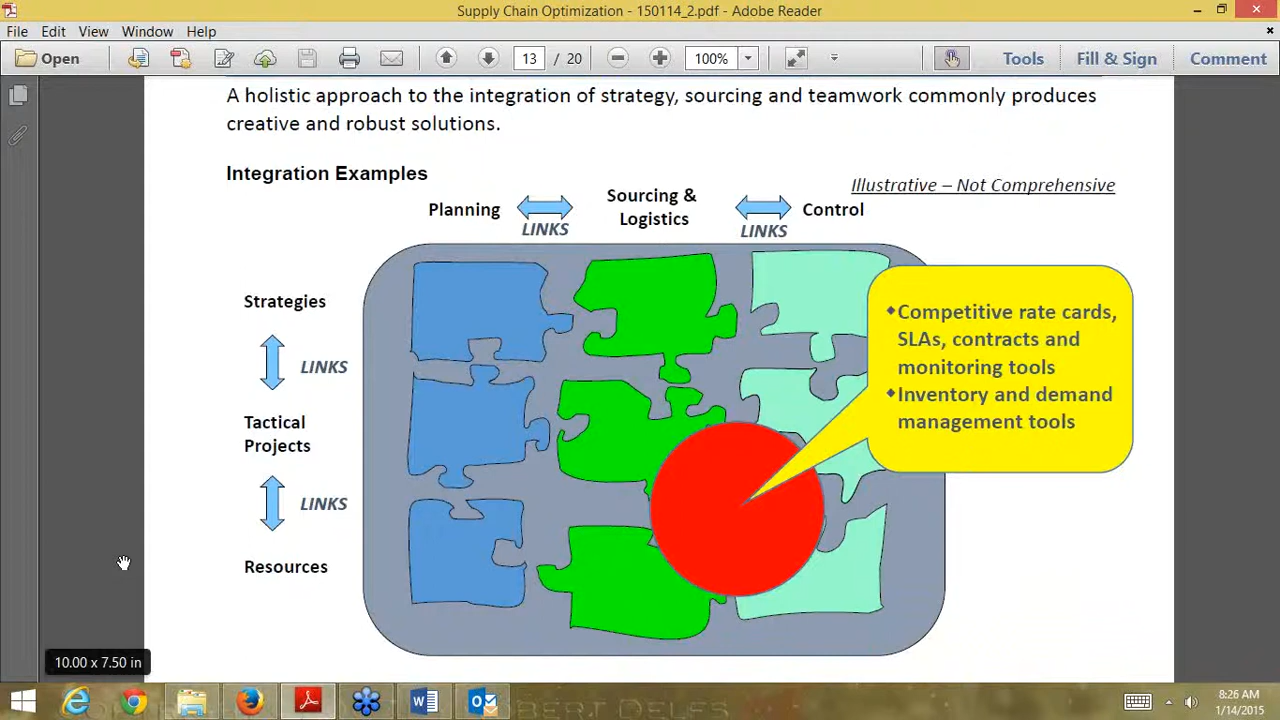 Supply Chain Optimization - 150114_2.pdf - Adobe Reader
File Edit View Window Help
Open 13 / 20 100% Tools Fill & Sign Comment
A holistic approach to the integration of strategy, sourcing and teamwork commonly produces
creative and robust solutions.
Integration Examples
Illustrative – Not Comprehensive
Planning
LINKS
Sourcing &
Logistics
LINKS
Control
Strategies
LINKS
Tactical
Projects
LINKS
Resources
Competitive rate cards,
SLAs, contracts and
monitoring tools
Inventory and demand
management tools
10.00 x 7.50 in
8:26 AM
1/14/2015